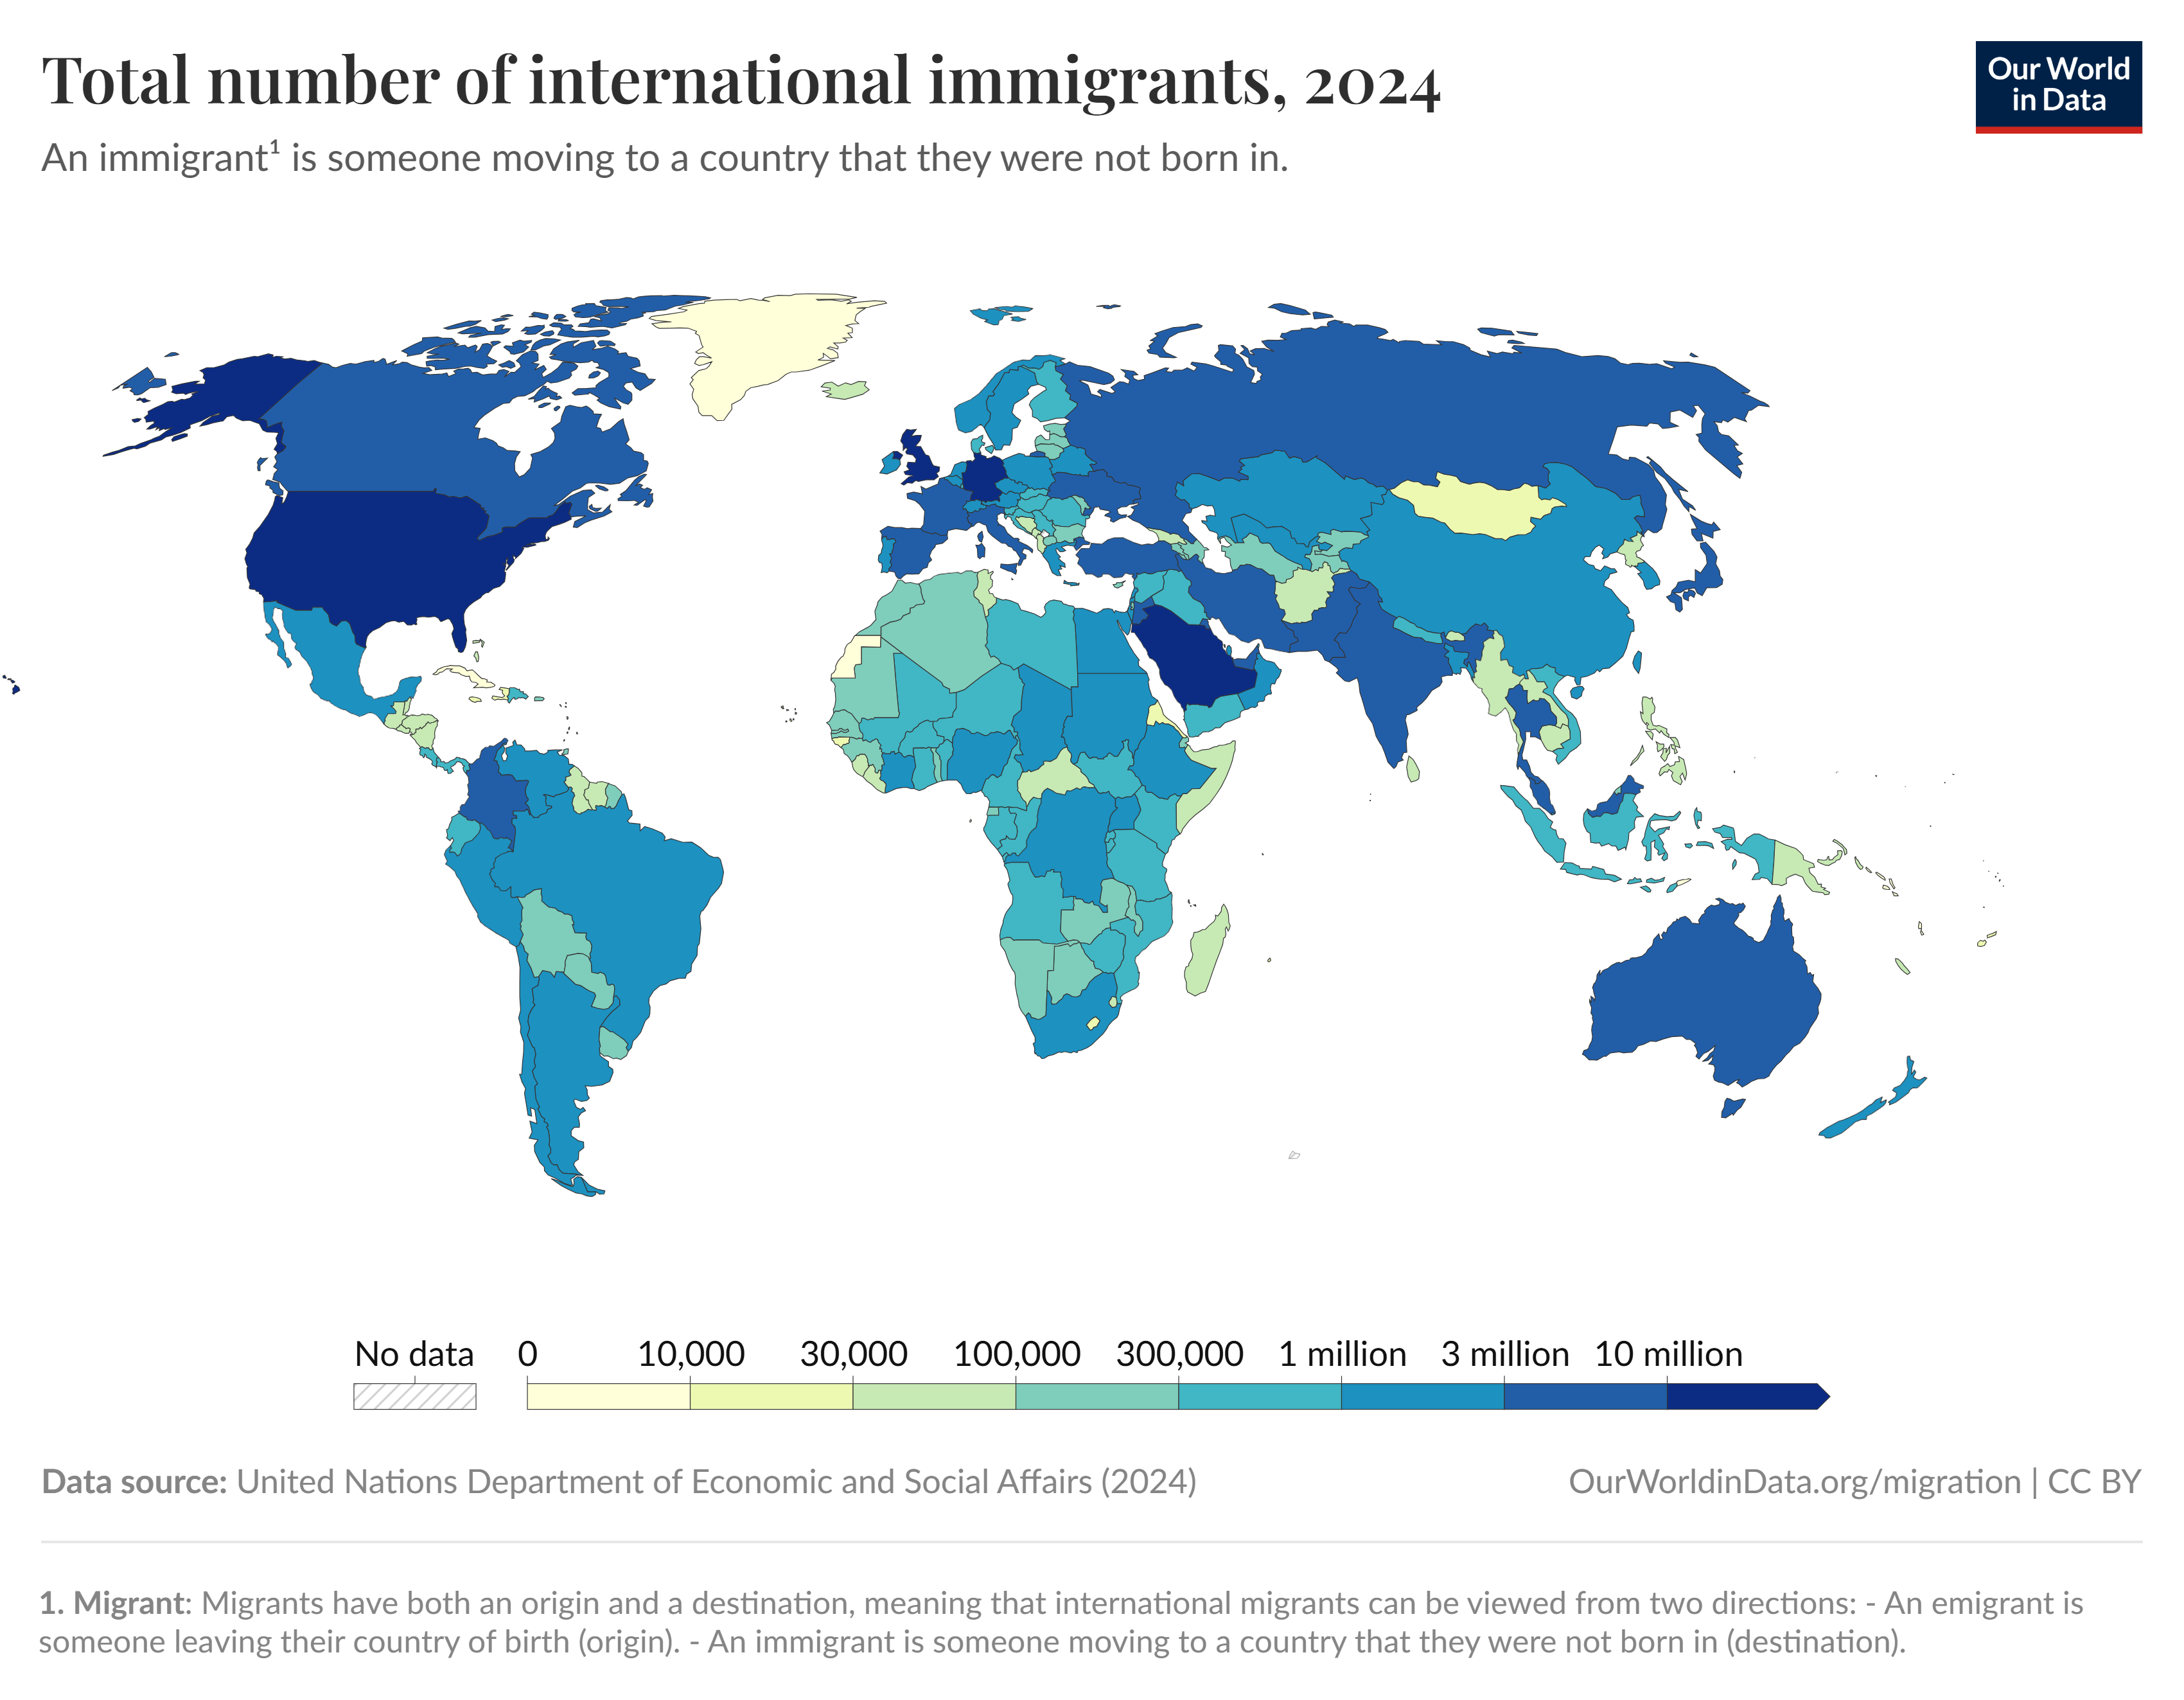 Total number of international immigrants, 2024
Our World
in Data
An immigrant¹ is someone moving to a country that they were not born in.
No data 0 10,000 30,000 100,000 300,000 1 million 3 million 10 million
Data source: United Nations Department of Economic and Social Affairs (2024)
OurWorldinData.org/migration | CC BY
1. Migrant: Migrants have both an origin and a destination, meaning that international migrants can be viewed from two directions: - An emigrant is
someone leaving their country of birth (origin). - An immigrant is someone moving to a country that they were not born in (destination).